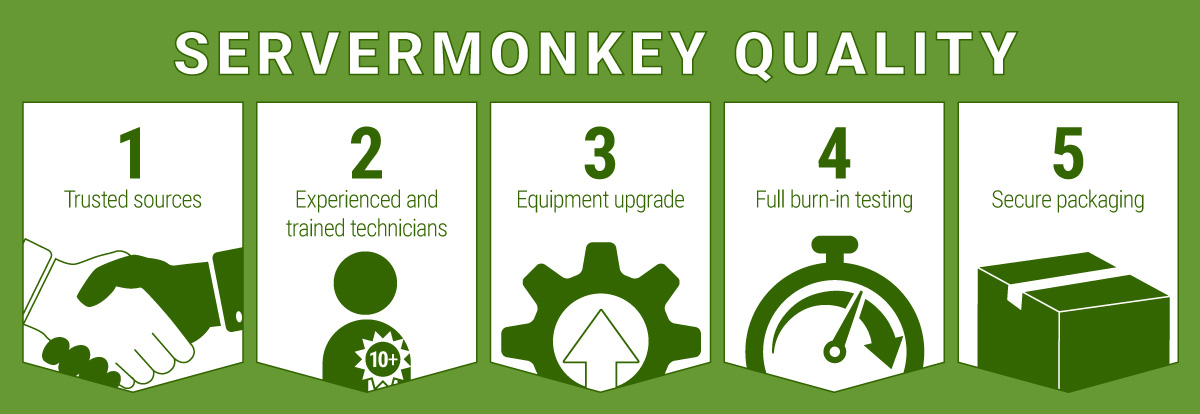 SERVERMONKEY QUALITY
1
Trusted sources
2
Experienced and
trained technicians
10+
3
Equipment upgrade
4
Full burn-in testing
5
Secure packaging